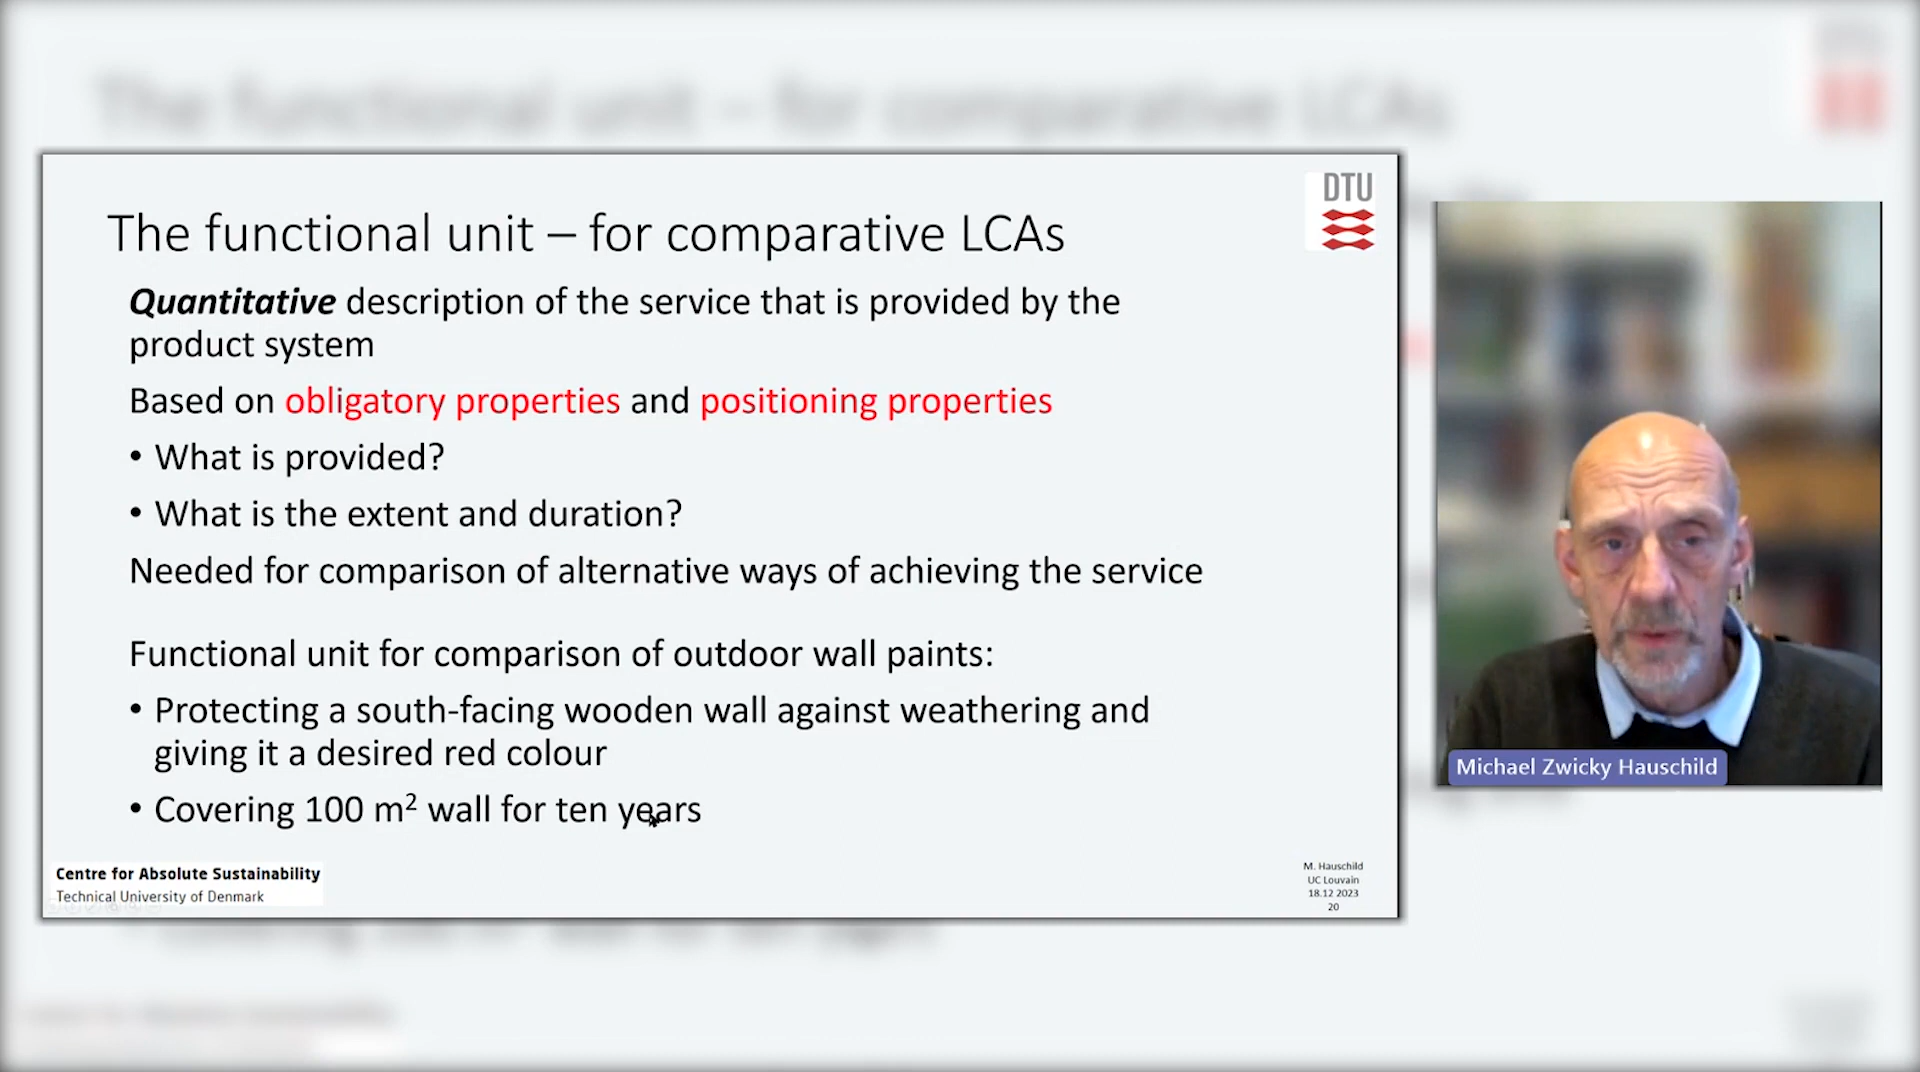 The functional unit – for comparative LCAs
DTU
The functional unit – for comparative LCAs
Quantitative description of the service that is provided by the
product system
Based on obligatory properties and positioning properties
• What is provided?
• What is the extent and duration?
Needed for comparison of alternative ways of achieving the service
Functional unit for comparison of outdoor wall paints:
• Protecting a south-facing wooden wall against weathering and
giving it a desired red colour
• Covering 100 m² wall for ten years
Centre for Absolute Sustainability
Technical University of Denmark
M. Hauschild
UC Louvain
18.12 2023
20
Michael Zwicky Hauschild